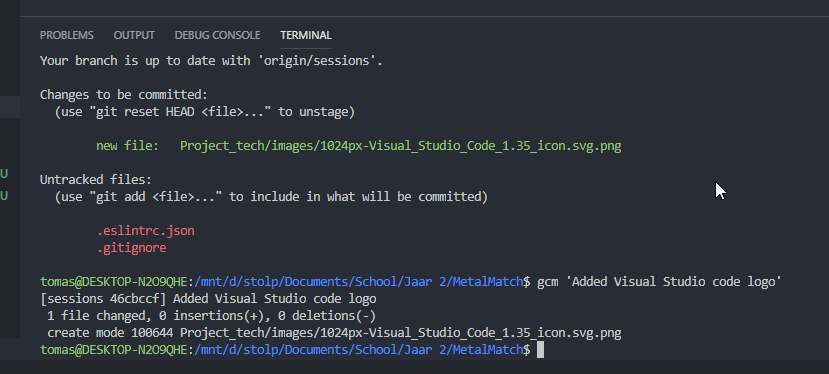 PROBLEMS OUTPUT DEBUG CONSOLE TERMINAL
Your branch is up to date with 'origin/sessions'.
Changes to be committed:
(use "git reset HEAD <file>..." to unstage)
new file: Project_tech/images/1024px-Visual_Studio_Code_1.35_icon.svg.png
Untracked files:
U
(use "git add <file>..." to include in what will be committed)
U
.eslintrc.json
.gitignore
tomas@DESKTOP-N2O9QHE:/mnt/d/stolp/Documents/School/Jaar 2/MetalMatch$ gcm 'Added Visual Studio code logo'
[sessions 46cbccf] Added Visual Studio code logo
1 file changed, 0 insertions(+), 0 deletions(-)
create mode 100644 Project_tech/images/1024px-Visual_Studio_Code_1.35_icon.svg.png
tomas@DESKTOP-N2O9QHE:/mnt/d/stolp/Documents/School/Jaar 2/MetalMatch$